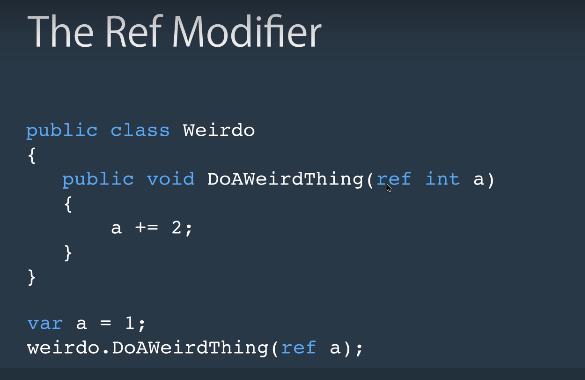 The Ref Modifier
public class Weirdo
{
public void DoAWeirdThing(ref int a)
{
a += 2;
}
}
var a = 1;
weirdo.DoAWeirdThing(ref a);